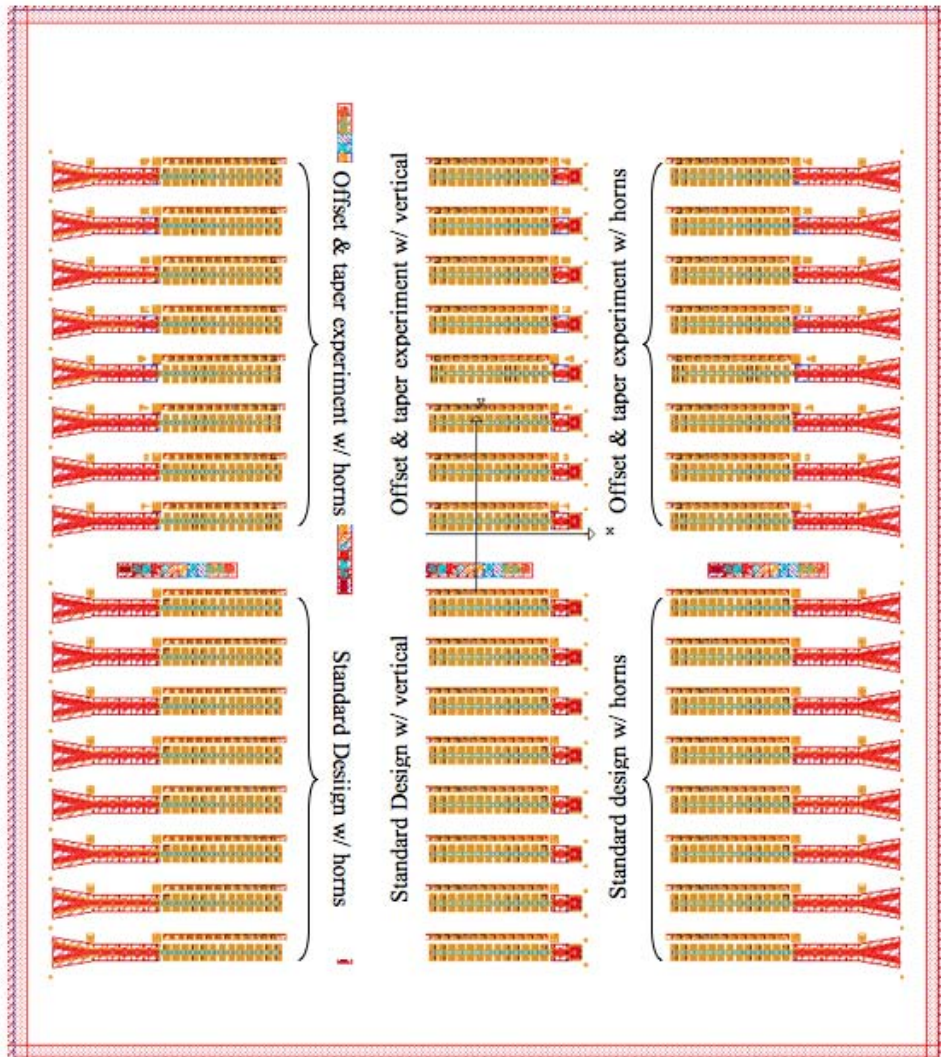 Offset & taper experiment w/ horns
Offset & taper experiment w/ vertical
Offset & taper experiment w/ horns
Standard Desiign w/ horns
Standard Design w/ vertical
Standard design w/ horns
x